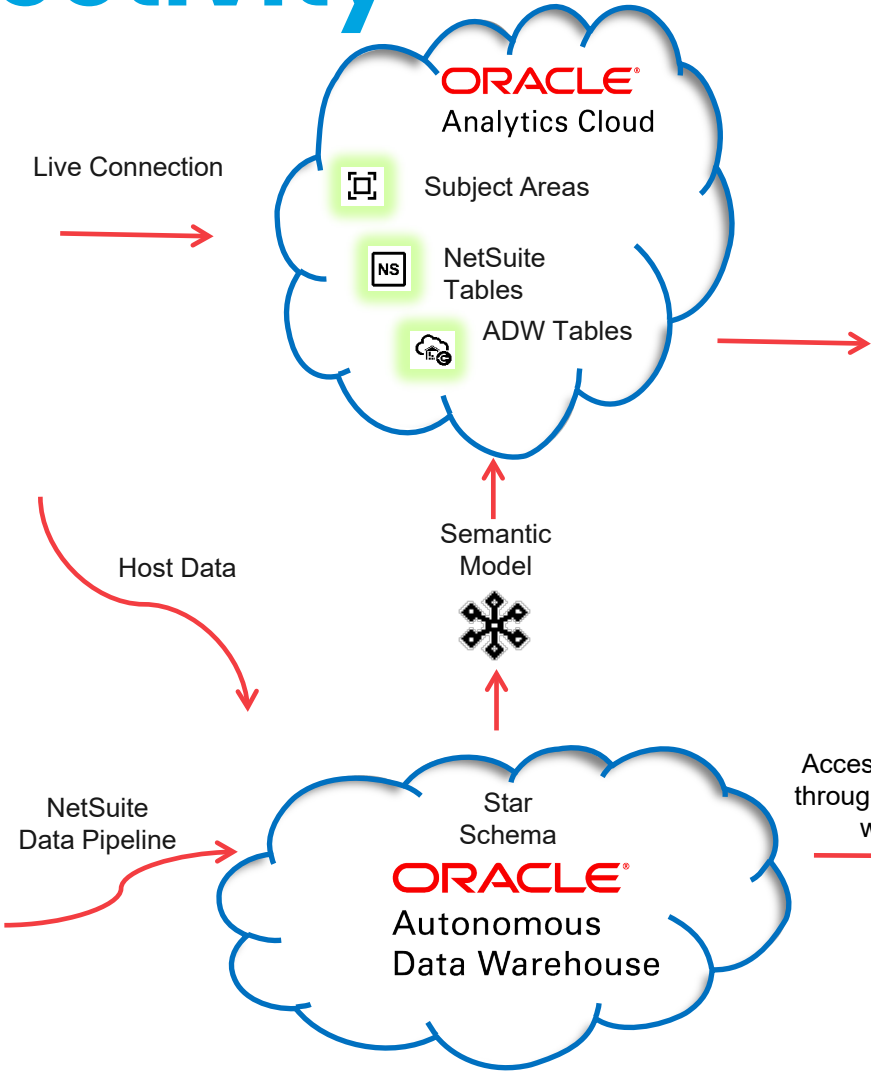 ORACLE
Analytics Cloud
Live Connection
Subject Areas
NS
NetSuite
Tables
ADW Tables
Semantic
Model
Host Data
NetSuite
Data Pipeline
Star
Schema
ORACLE
Autonomous
Data Warehouse